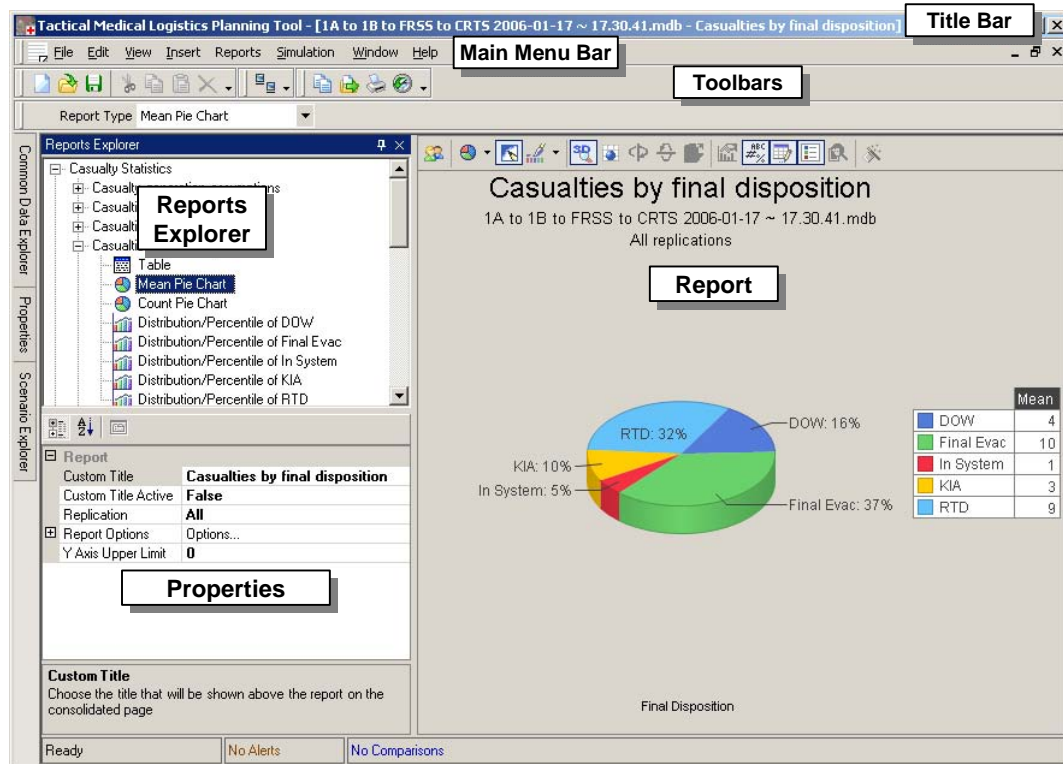 Tactical Medical Logistics Planning Tool - [1A to 1B to FRSS to CRTS 2006-01-17 ~ 17.30.41.mdb - Casualties by final disposition]
Title Bar
File Edit View Insert Reports Simulation Window Help
Main Menu Bar
Toolbars
Report Type Mean Pie Chart
Common Data Explorer
Properties
Scenario Explorer
Reports Explorer
Casualty Statistics
Reports
Explorer
Table
Mean Pie Chart
Count Pie Chart
Distribution/Percentile of DOW
Distribution/Percentile of Final Evac
Distribution/Percentile of In System
Distribution/Percentile of KIA
Distribution/Percentile of RTD
Report
Custom Title Casualties by final disposition
Custom Title Active False
Replication All
Report Options Options...
Y Axis Upper Limit 0
Properties
Custom Title
Choose the title that will be shown above the report on the
consolidated page
Casualties by final disposition
1A to 1B to FRSS to CRTS 2006-01-17 ~ 17.30.41.mdb
All replications
Report
RTD: 32%
DOW: 16%
KIA: 10%
In System: 5%
Final Evac: 37%
Mean
DOW 4
Final Evac 10
In System 1
KIA 3
RTD 9
Final Disposition
Ready No Alerts No Comparisons